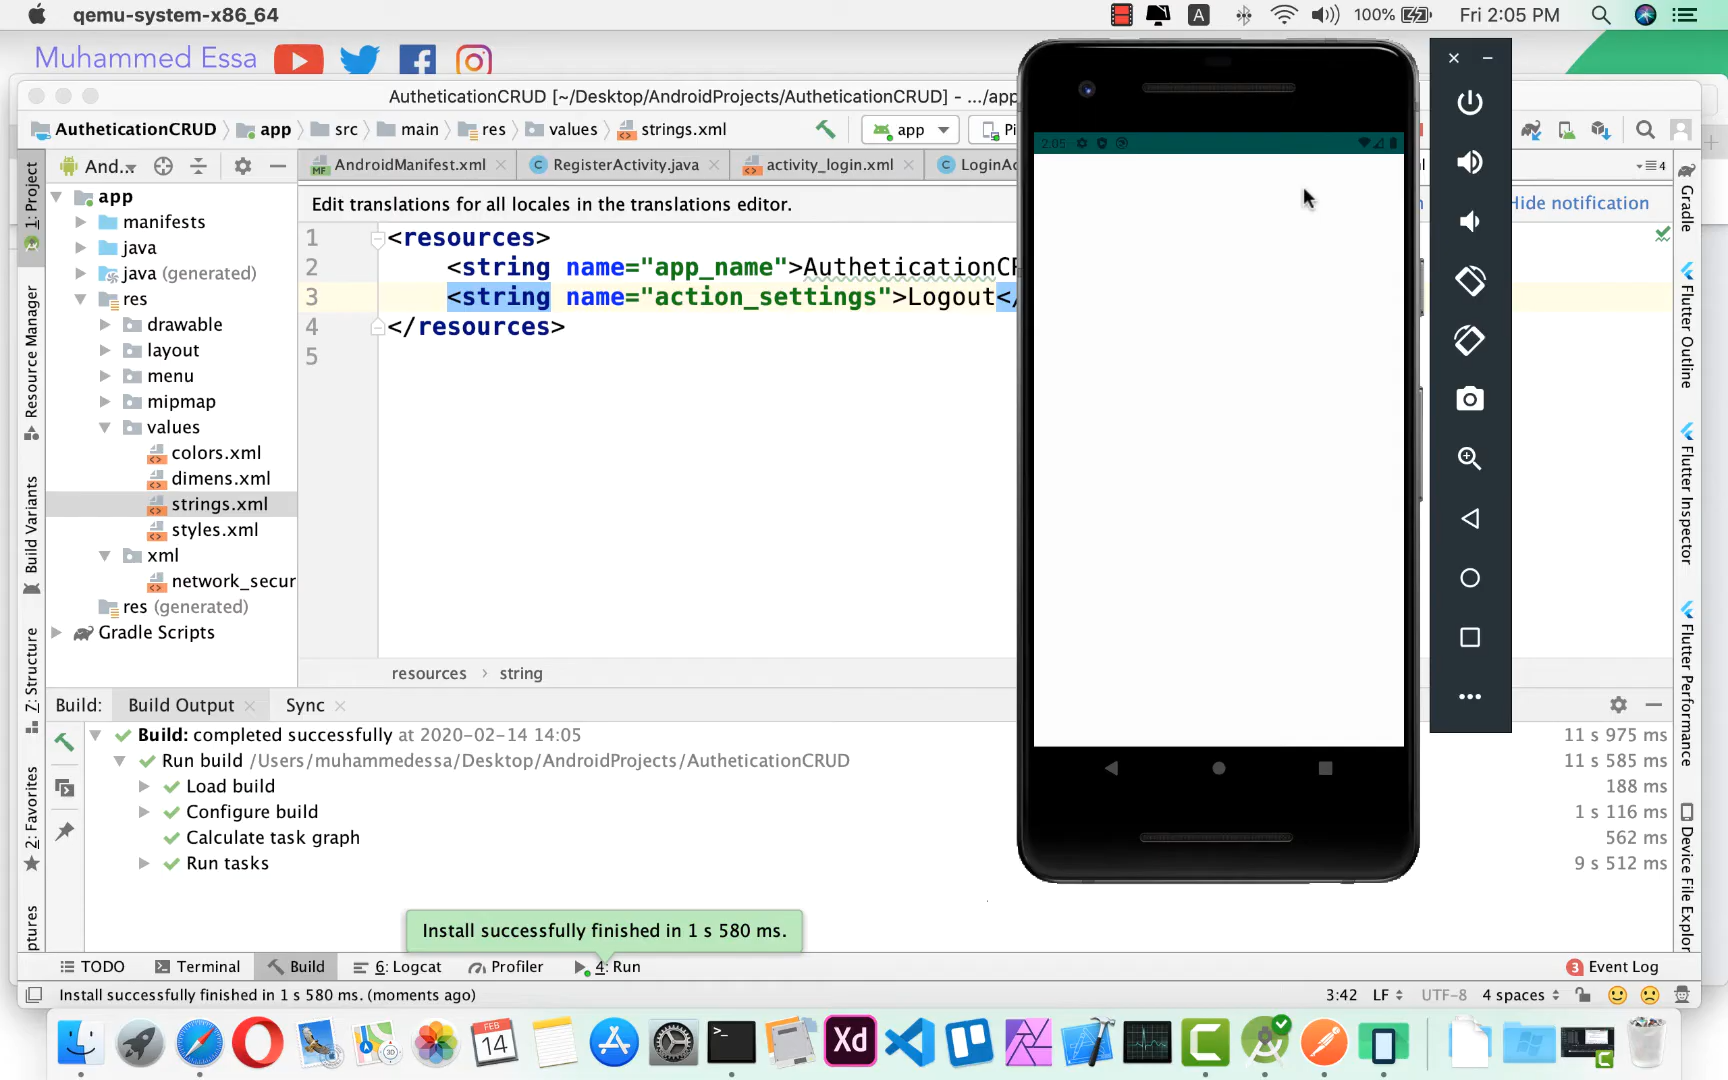 qemu-system-x86_64
A
100%
Fri 2:05 PM
Muhammed Essa
AutheticationCRUD [~/Desktop/AndroidProjects/AutheticationCRUD] - .../app
AutheticationCRUD
app
src
main
res
values
strings.xml
app
Pi
1: Project
And...
AndroidManifest.xml
RegisterActivity.java
activity_login.xml
LoginAc
4
Edit translations for all locales in the translations editor.
Hide notification
app
manifests
java
java (generated)
res
drawable
layout
menu
mipmap
values
colors.xml
dimens.xml
strings.xml
styles.xml
xml
network_secur
res (generated)
Gradle Scripts
1 <resources>
2 <string name="app_name">AutheticationCR
3 <string name="action_settings">Logout</
4 </resources>
5
2:05
resources › string
Resource Manager
Build Variants
Z: Structure
2: Favorites
ptures
Gradle
Flutter Outline
Flutter Inspector
Flutter Performance
Device File Explor
Build:
Build Output
Sync
Build: completed successfully at 2020-02-14 14:05
11 s 975 ms
Run build /Users/muhammedessa/Desktop/AndroidProjects/AutheticationCRUD
11 s 585 ms
Load build
188 ms
Configure build
1 s 116 ms
Calculate task graph
562 ms
Run tasks
9 s 512 ms
Install successfully finished in 1 s 580 ms.
TODO
Terminal
Build
6: Logcat
Profiler
4: Run
3 Event Log
Install successfully finished in 1 s 580 ms. (moments ago)
3:42
LF
UTF-8
4 spaces
FEB
14
Xd